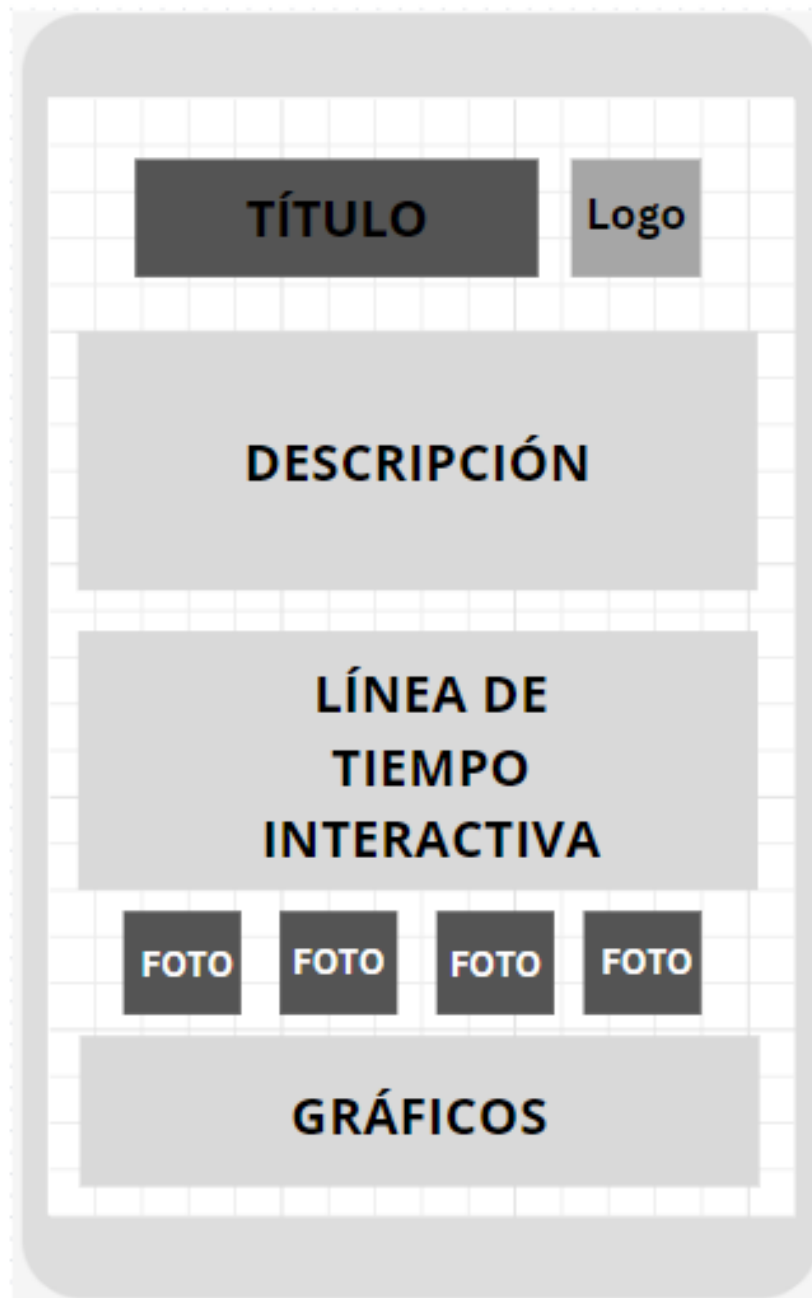 TÍTULO
Logo
DESCRIPCIÓN
LÍNEA DE
TIEMPO
INTERACTIVA
FOTO
FOTO
FOTO
FOTO
GRÁFICOS